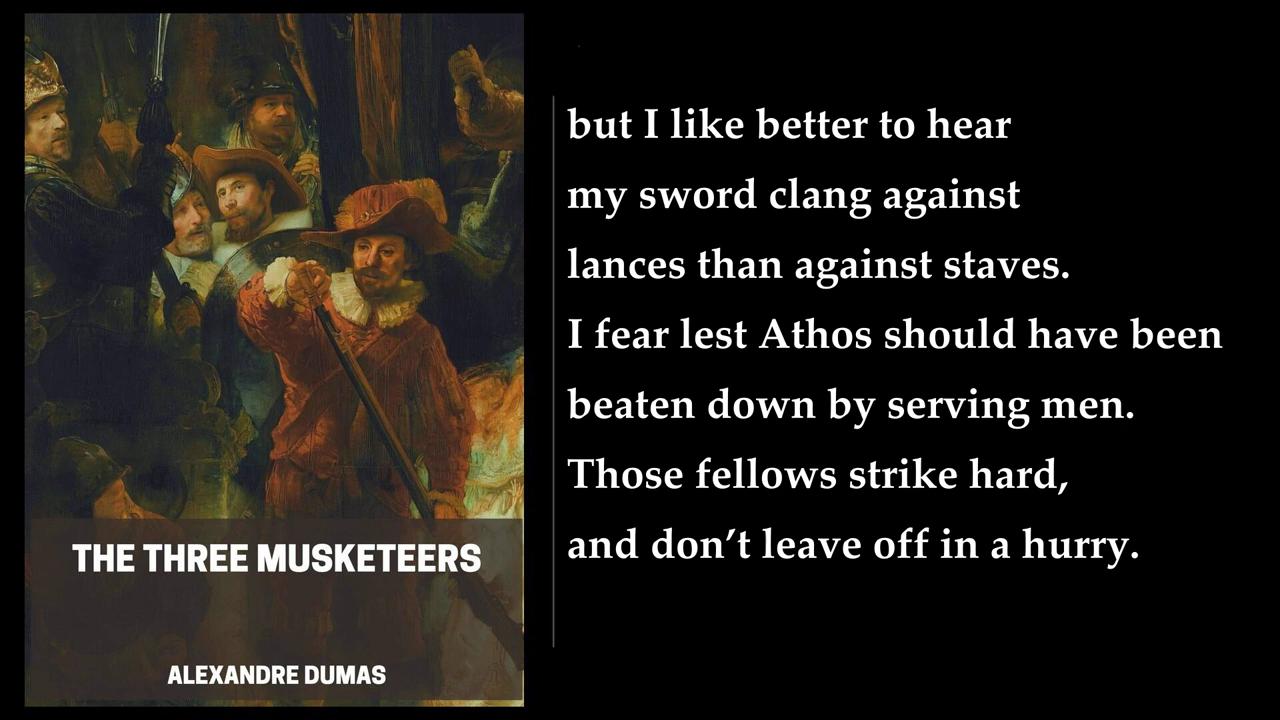 THE THREE MUSKETEERS
ALEXANDRE DUMAS
but I like better to hear
my sword clang against
lances than against staves.
I fear lest Athos should have been
beaten down by serving men.
Those fellows strike hard,
and don’t leave off in a hurry.